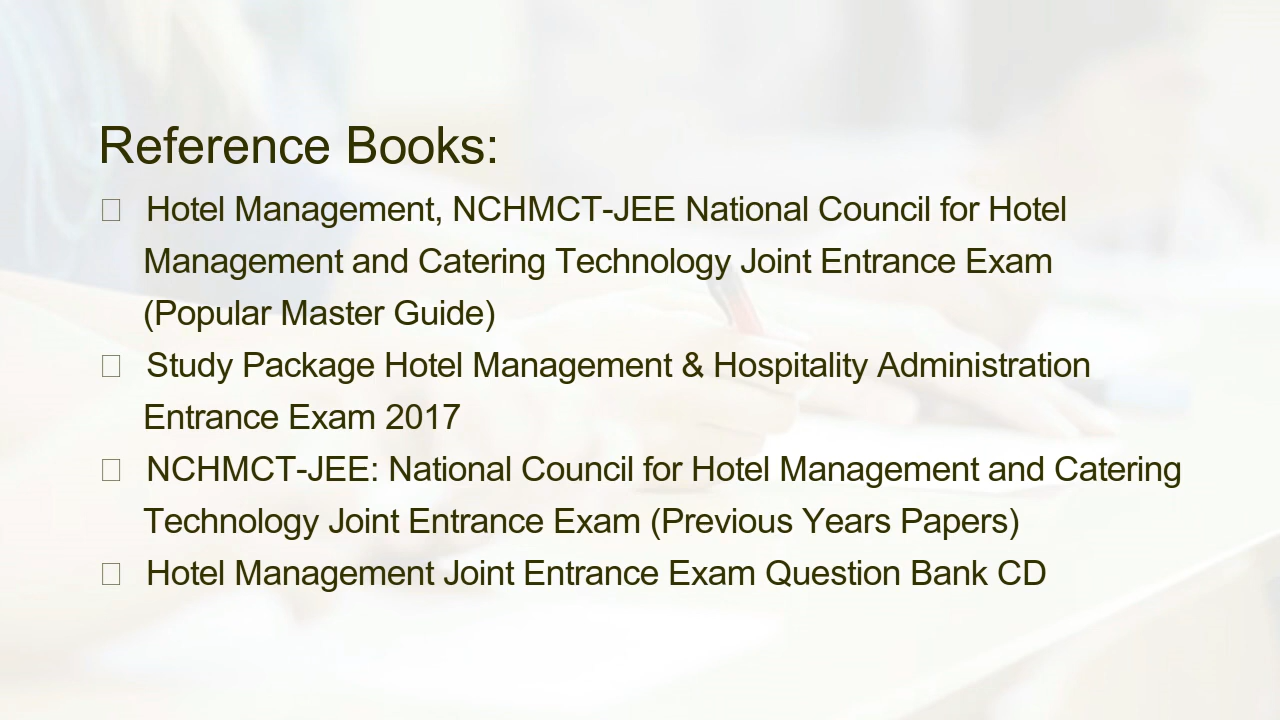 Reference Books:
□ Hotel Management, NCHMCT-JEE National Council for Hotel
Management and Catering Technology Joint Entrance Exam
(Popular Master Guide)
□ Study Package Hotel Management & Hospitality Administration
Entrance Exam 2017
□ NCHMCT-JEE: National Council for Hotel Management and Catering
Technology Joint Entrance Exam (Previous Years Papers)
□ Hotel Management Joint Entrance Exam Question Bank CD